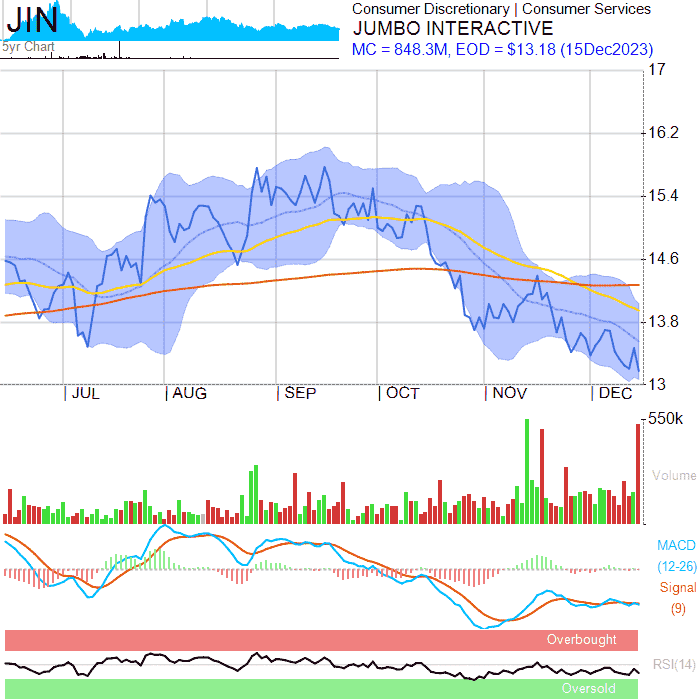 JIN
5yr Chart
Consumer Discretionary | Consumer Services
JUMBO INTERACTIVE
MC = 848.3M, EOD = $13.18 (15Dec2023)
17
16.2
15.4
14.6
13.8
13
JUL AUG SEP OCT NOV DEC
550k
Volume
MACD
(12-26)
Signal
(9)
Overbought
RSI(14)
Oversold